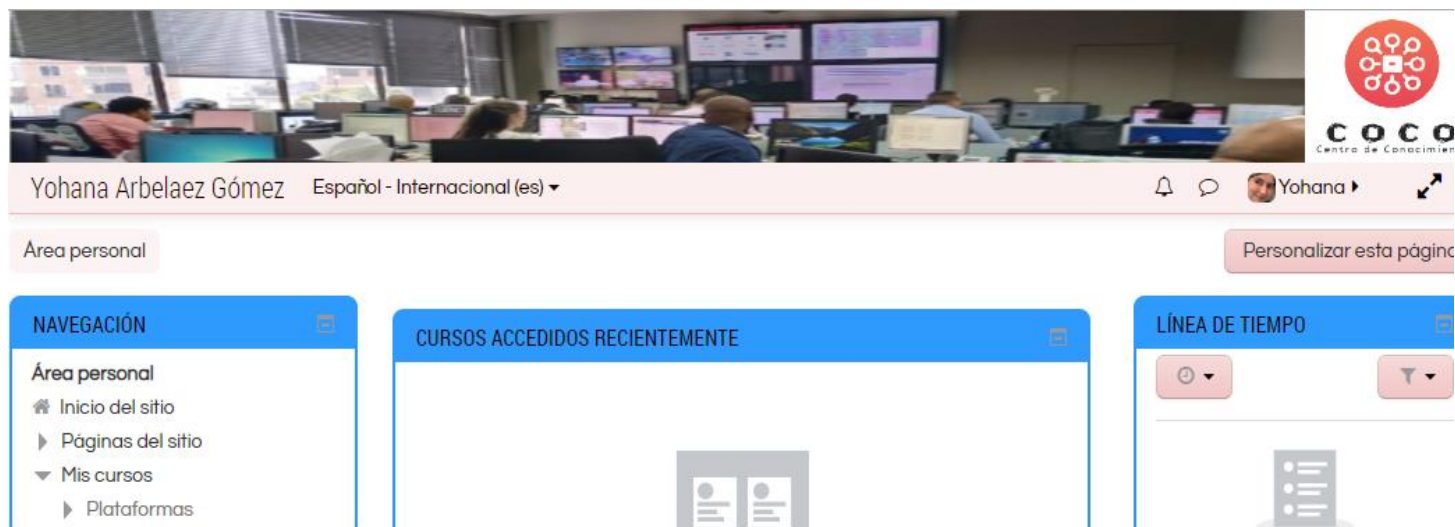 COCO
Centro de Conocimien
Yohana Arbelaez Gómez Español - Internacional (es)
Yohana
Área personal
Personalizar esta página
NAVEGACIÓN
Área personal
Inicio del sitio
Páginas del sitio
Mis cursos
Plataformas
CURSOS ACCEDIDOS RECIENTEMENTE
LÍNEA DE TIEMPO